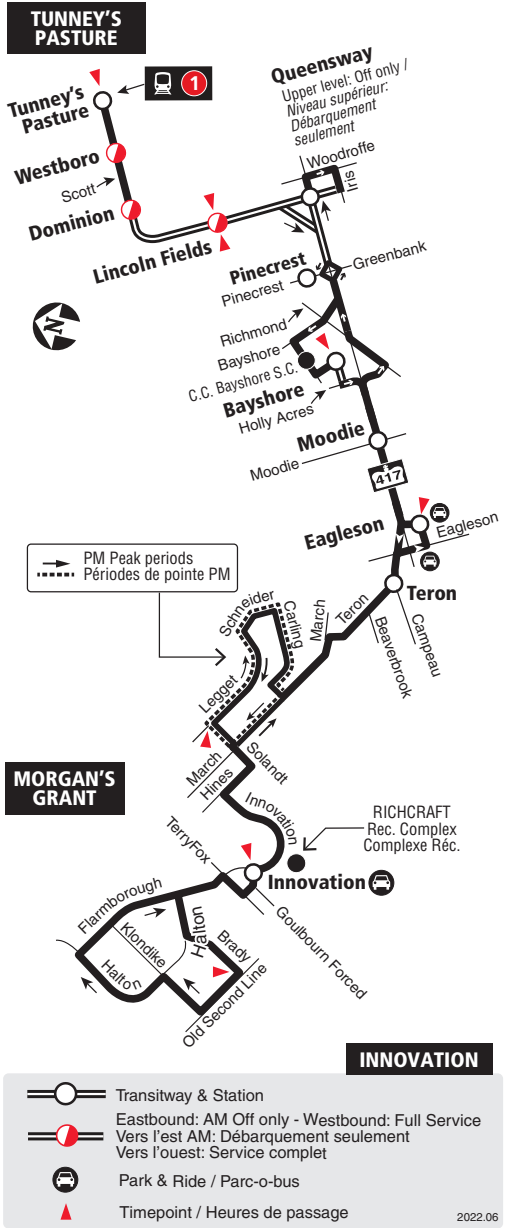 TUNNEY'S
PASTURE
1
Tunney's
Pasture
Queensway
Upper level: Off only /
Niveau supérieur:
Débarquement
seulement
Woodroffe
Iris
Westboro
Scott
Dominion
Lincoln Fields
Pinecrest
Pinecrest
Greenbank
N
Richmond
Bayshore
C.C. Bayshore S.C.
Bayshore
Holly Acres
Moodie
Moodie
417
Eagleson
Eagleson
PM Peak periods
Périodes de pointe PM
Teron
Schneider
Carling
March
Teron
Beaverbrook
Campeau
Legget
March
Solandt
Hines
MORGAN'S
GRANT
Innovation
RICHCRAFT
Rec. Complex
Complexe Réc.
TerryFox
Innovation
Flamborough
Klondike
Halton
Halton
Brady
Goulbourn Forced
Old Second Line
INNOVATION
Transitway & Station
Eastbound: AM Off only - Westbound: Full Service
Vers l'est AM: Débarquement seulement
Vers l'ouest: Service complet
Park & Ride / Parc-o-bus
Timepoint / Heures de passage
2022.06